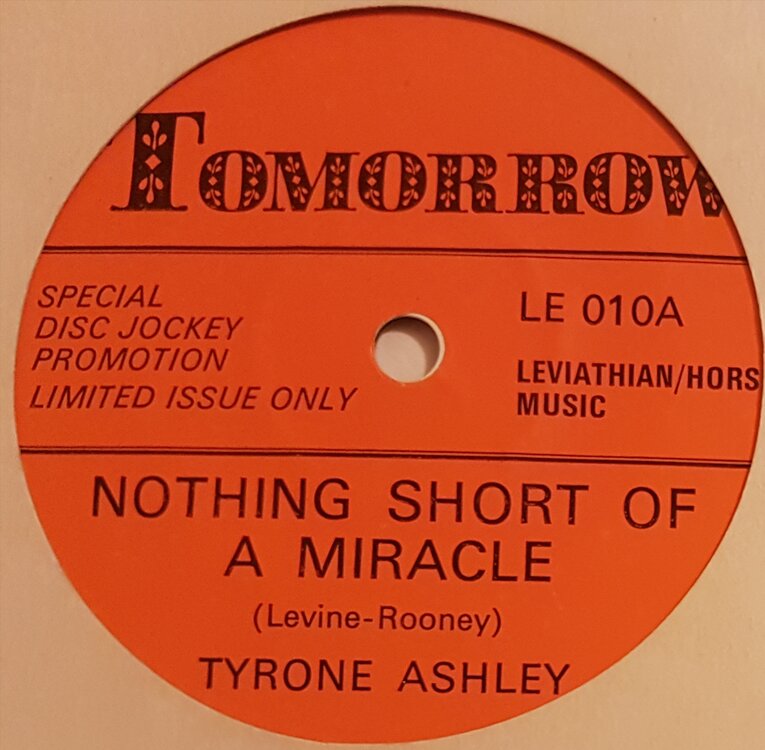 TOMORROW
SPECIAL
DISC JOCKEY
PROMOTION
LIMITED ISSUE ONLY
LE 010A
LEVIATHIAN/HORS
MUSIC
NOTHING SHORT OF
A MIRACLE
(Levine-Rooney)
TYRONE ASHLEY